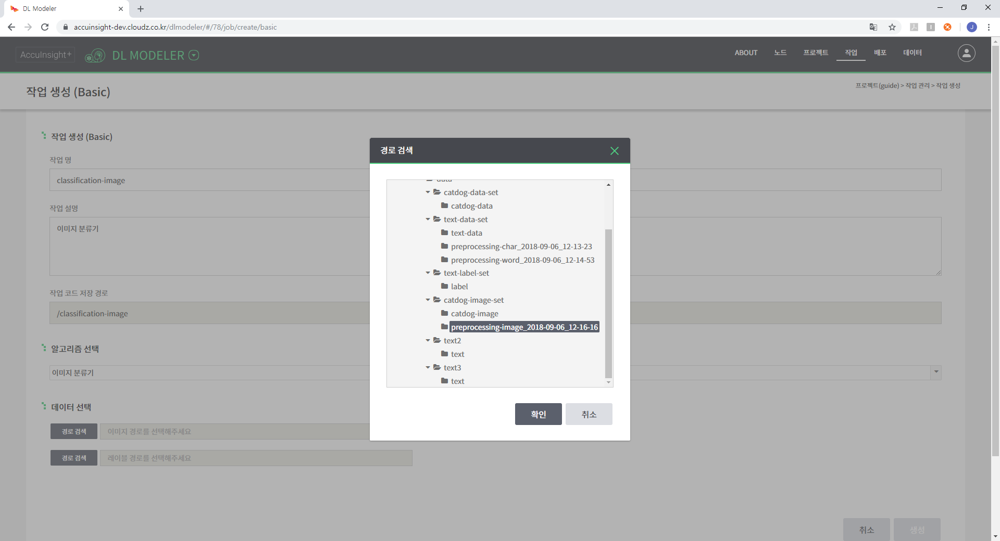 DL Modeler
accuinsight-dev.cloudz.co.kr/dlmodeler/#/78/job/create/basic
J
AccuInsight+
DL MODELER
ABOUT
노드
프로젝트
작업
배포
데이터
작업 생성 (Basic)
프로젝트(guide) > 작업 관리 > 작업 생성
작업 생성 (Basic)
작업 명
classification-image
작업 설명
이미지 분류기
작업 코드 저장 경로
/classification-image
알고리즘 선택
이미지 분류기
데이터 선택
경로 검색
이미지 경로를 선택해주세요
경로 검색
레이블 경로를 선택해주세요
취소
생성
경로 검색
data
catdog-data-set
catdog-data
text-data-set
text-data
preprocessing-char_2018-09-06_12-13-23
preprocessing-word_2018-09-06_12-14-53
text-label-set
label
catdog-image-set
catdog-image
preprocessing-image_2018-09-06_12-16-16
text2
text
text3
text
확인
취소